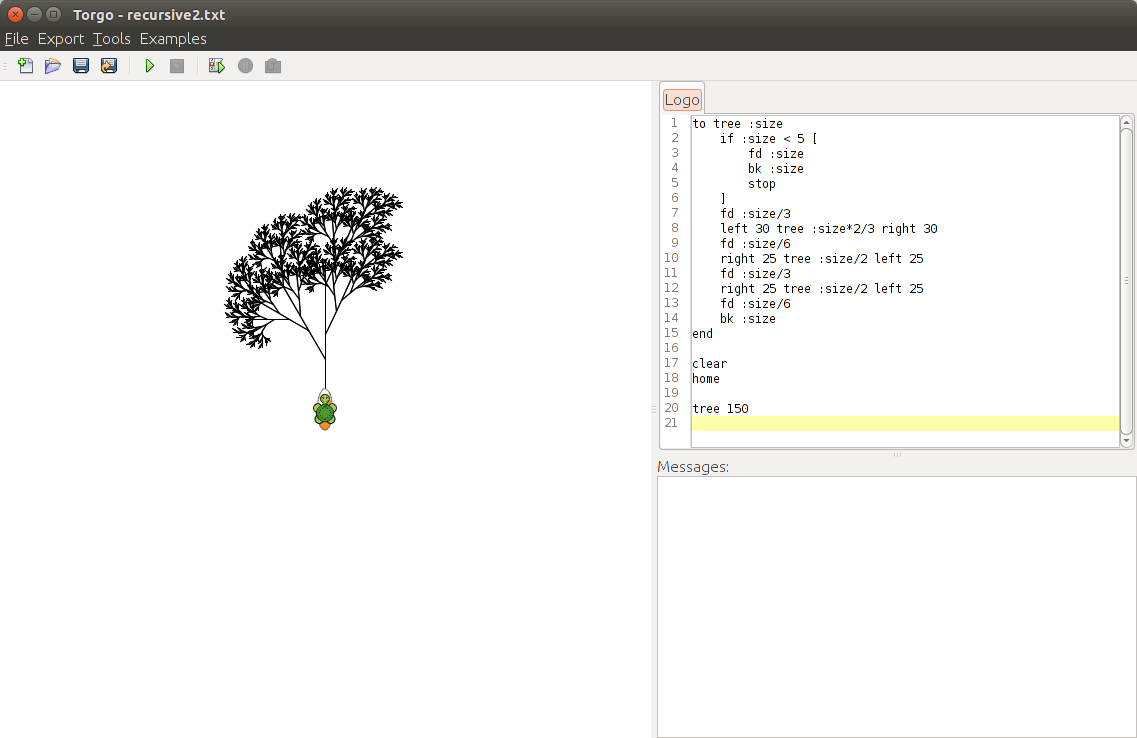 Torgo - recursive2.txt
File Export Tools Examples
Logo
1 to tree :size
2     if :size < 5 [
3         fd :size
4         bk :size
5         stop
6     ]
7     fd :size/3
8     left 30 tree :size*2/3 right 30
9     fd :size/6
10     right 25 tree :size/2 left 25
11     fd :size/3
12     right 25 tree :size/2 left 25
13     fd :size/6
14     bk :size
15 end
16
17 clear
18 home
19
20 tree 150
21
Messages: